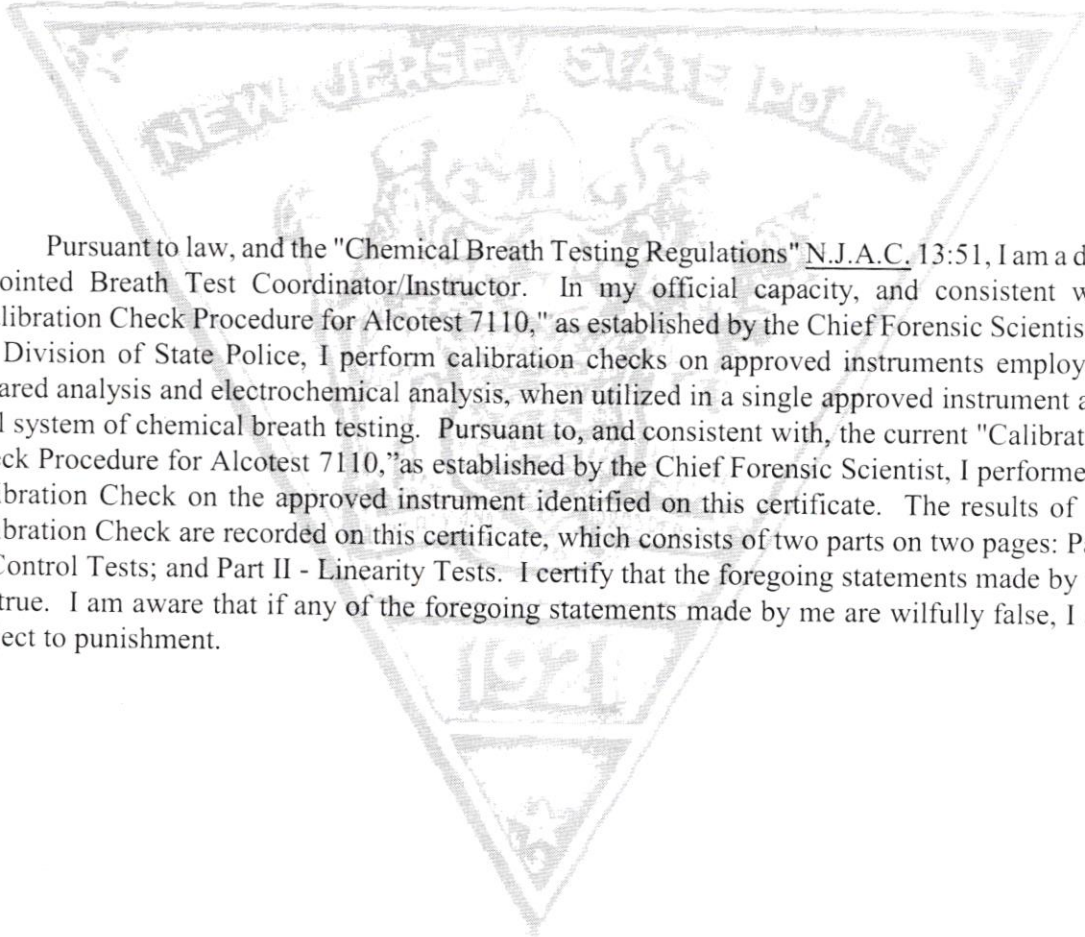 NEW JERSEY STATE POLICE
Pursuant to law, and the "Chemical Breath Testing Regulations" N.J.A.C. 13:51, I am a d
ointed Breath Test Coordinator/Instructor. In my official capacity, and consistent w
libration Check Procedure for Alcotest 7110," as established by the Chief Forensic Scientis
Division of State Police, I perform calibration checks on approved instruments employ
ared analysis and electrochemical analysis, when utilized in a single approved instrument a
l system of chemical breath testing. Pursuant to, and consistent with, the current "Calibrat
ck Procedure for Alcotest 7110,”as established by the Chief Forensic Scientist, I performe
bration Check on the approved instrument identified on this certificate. The results of
bration Check are recorded on this certificate, which consists of two parts on two pages: Pa
Control Tests; and Part II - Linearity Tests. I certify that the foregoing statements made by
true. I am aware that if any of the foregoing statements made by me are wilfully false, I
ect to punishment.
1921